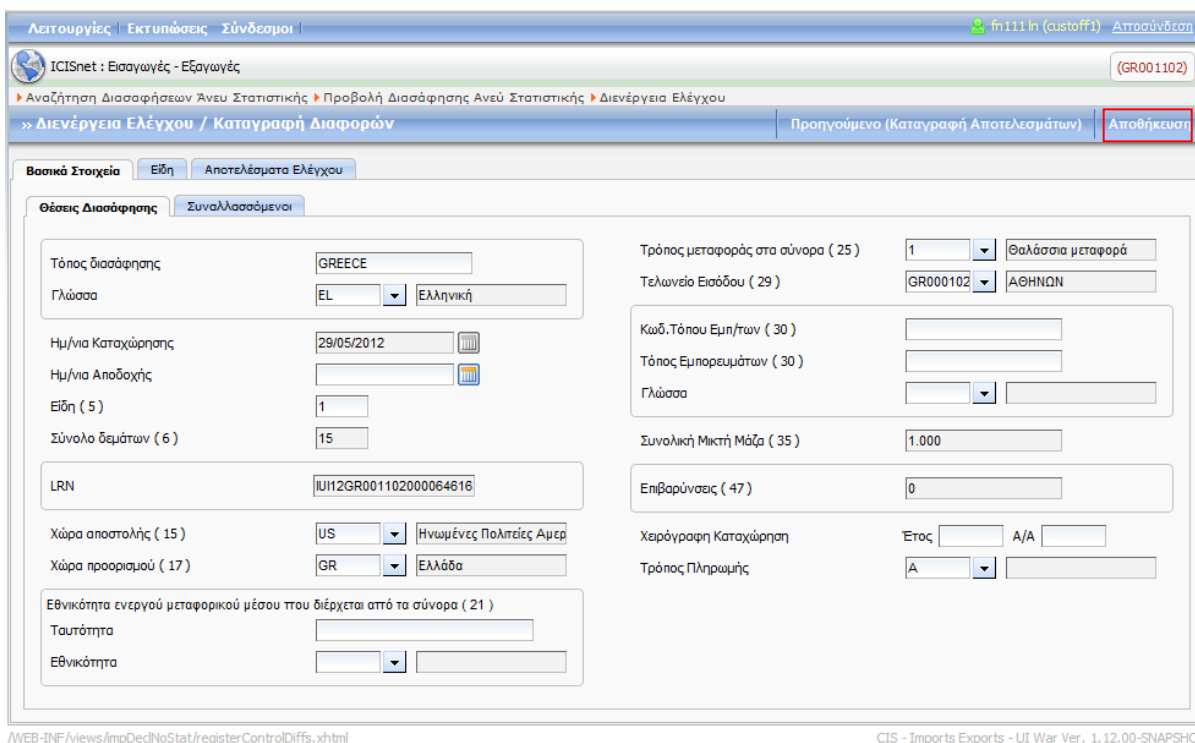 Λειτουργίες Εκτυπώσεις Σύνδεσμοι fn111 ln (custoff1) Αποσύνδεση
ICISnet : Εισαγωγές - Εξαγωγές (GR001102)
Αναζήτηση Διασαφήσεων Άνευ Στατιστικής Προβολή Διασάφησης Ανεύ Στατιστικής Διενέργεια Ελέγχου
» Διενέργεια Ελέγχου / Καταγραφή Διαφορών Προηγούμενο (Καταγραφή Αποτελεσμάτων) Αποθήκευση
Βασικά Στοιχεία Είδη Αποτελέσματα Ελέγχου
Θέσεις Διασάφησης Συναλλασσόμενοι
Τόπος διασάφησης GREECE
Γλώσσα EL Ελληνική
Ημ/νια Καταχώρησης 29/05/2012
Ημ/νια Αποδοχής
Είδη ( 5 ) 1
Σύνολο δεμάτων ( 6 ) 15
LRN IUI12GR001102000064616
Χώρα αποστολής ( 15 ) US Ηνωμένες Πολιτείες Αμερ
Χώρα προορισμού ( 17 ) GR Ελλάδα
Εθνικότητα ενεργού μεταφορικού μέσου που διέρχεται από τα σύνορα ( 21 )
Ταυτότητα
Εθνικότητα
Τρόπος μεταφοράς στα σύνορα ( 25 ) 1 Θαλάσσια μεταφορά
Τελωνείο Εισόδου ( 29 ) GR000102 ΑΘΗΝΩΝ
Κωδ.Τόπου Εμπ/των ( 30 )
Τόπος Εμπορευμάτων ( 30 )
Γλώσσα
Συνολική Μικτή Μάζα ( 35 ) 1.000
Επιβαρύνσεις ( 47 ) 0
Χειρόγραφη Καταχώρηση Έτος Α/Α
Τρόπος Πληρωμής A
/WEB-INF/views/impDeclNoStat/registerControlDiffs.xhtml CIS - Imports Exports - UI War Ver. 1.12.00-SNAPSHO